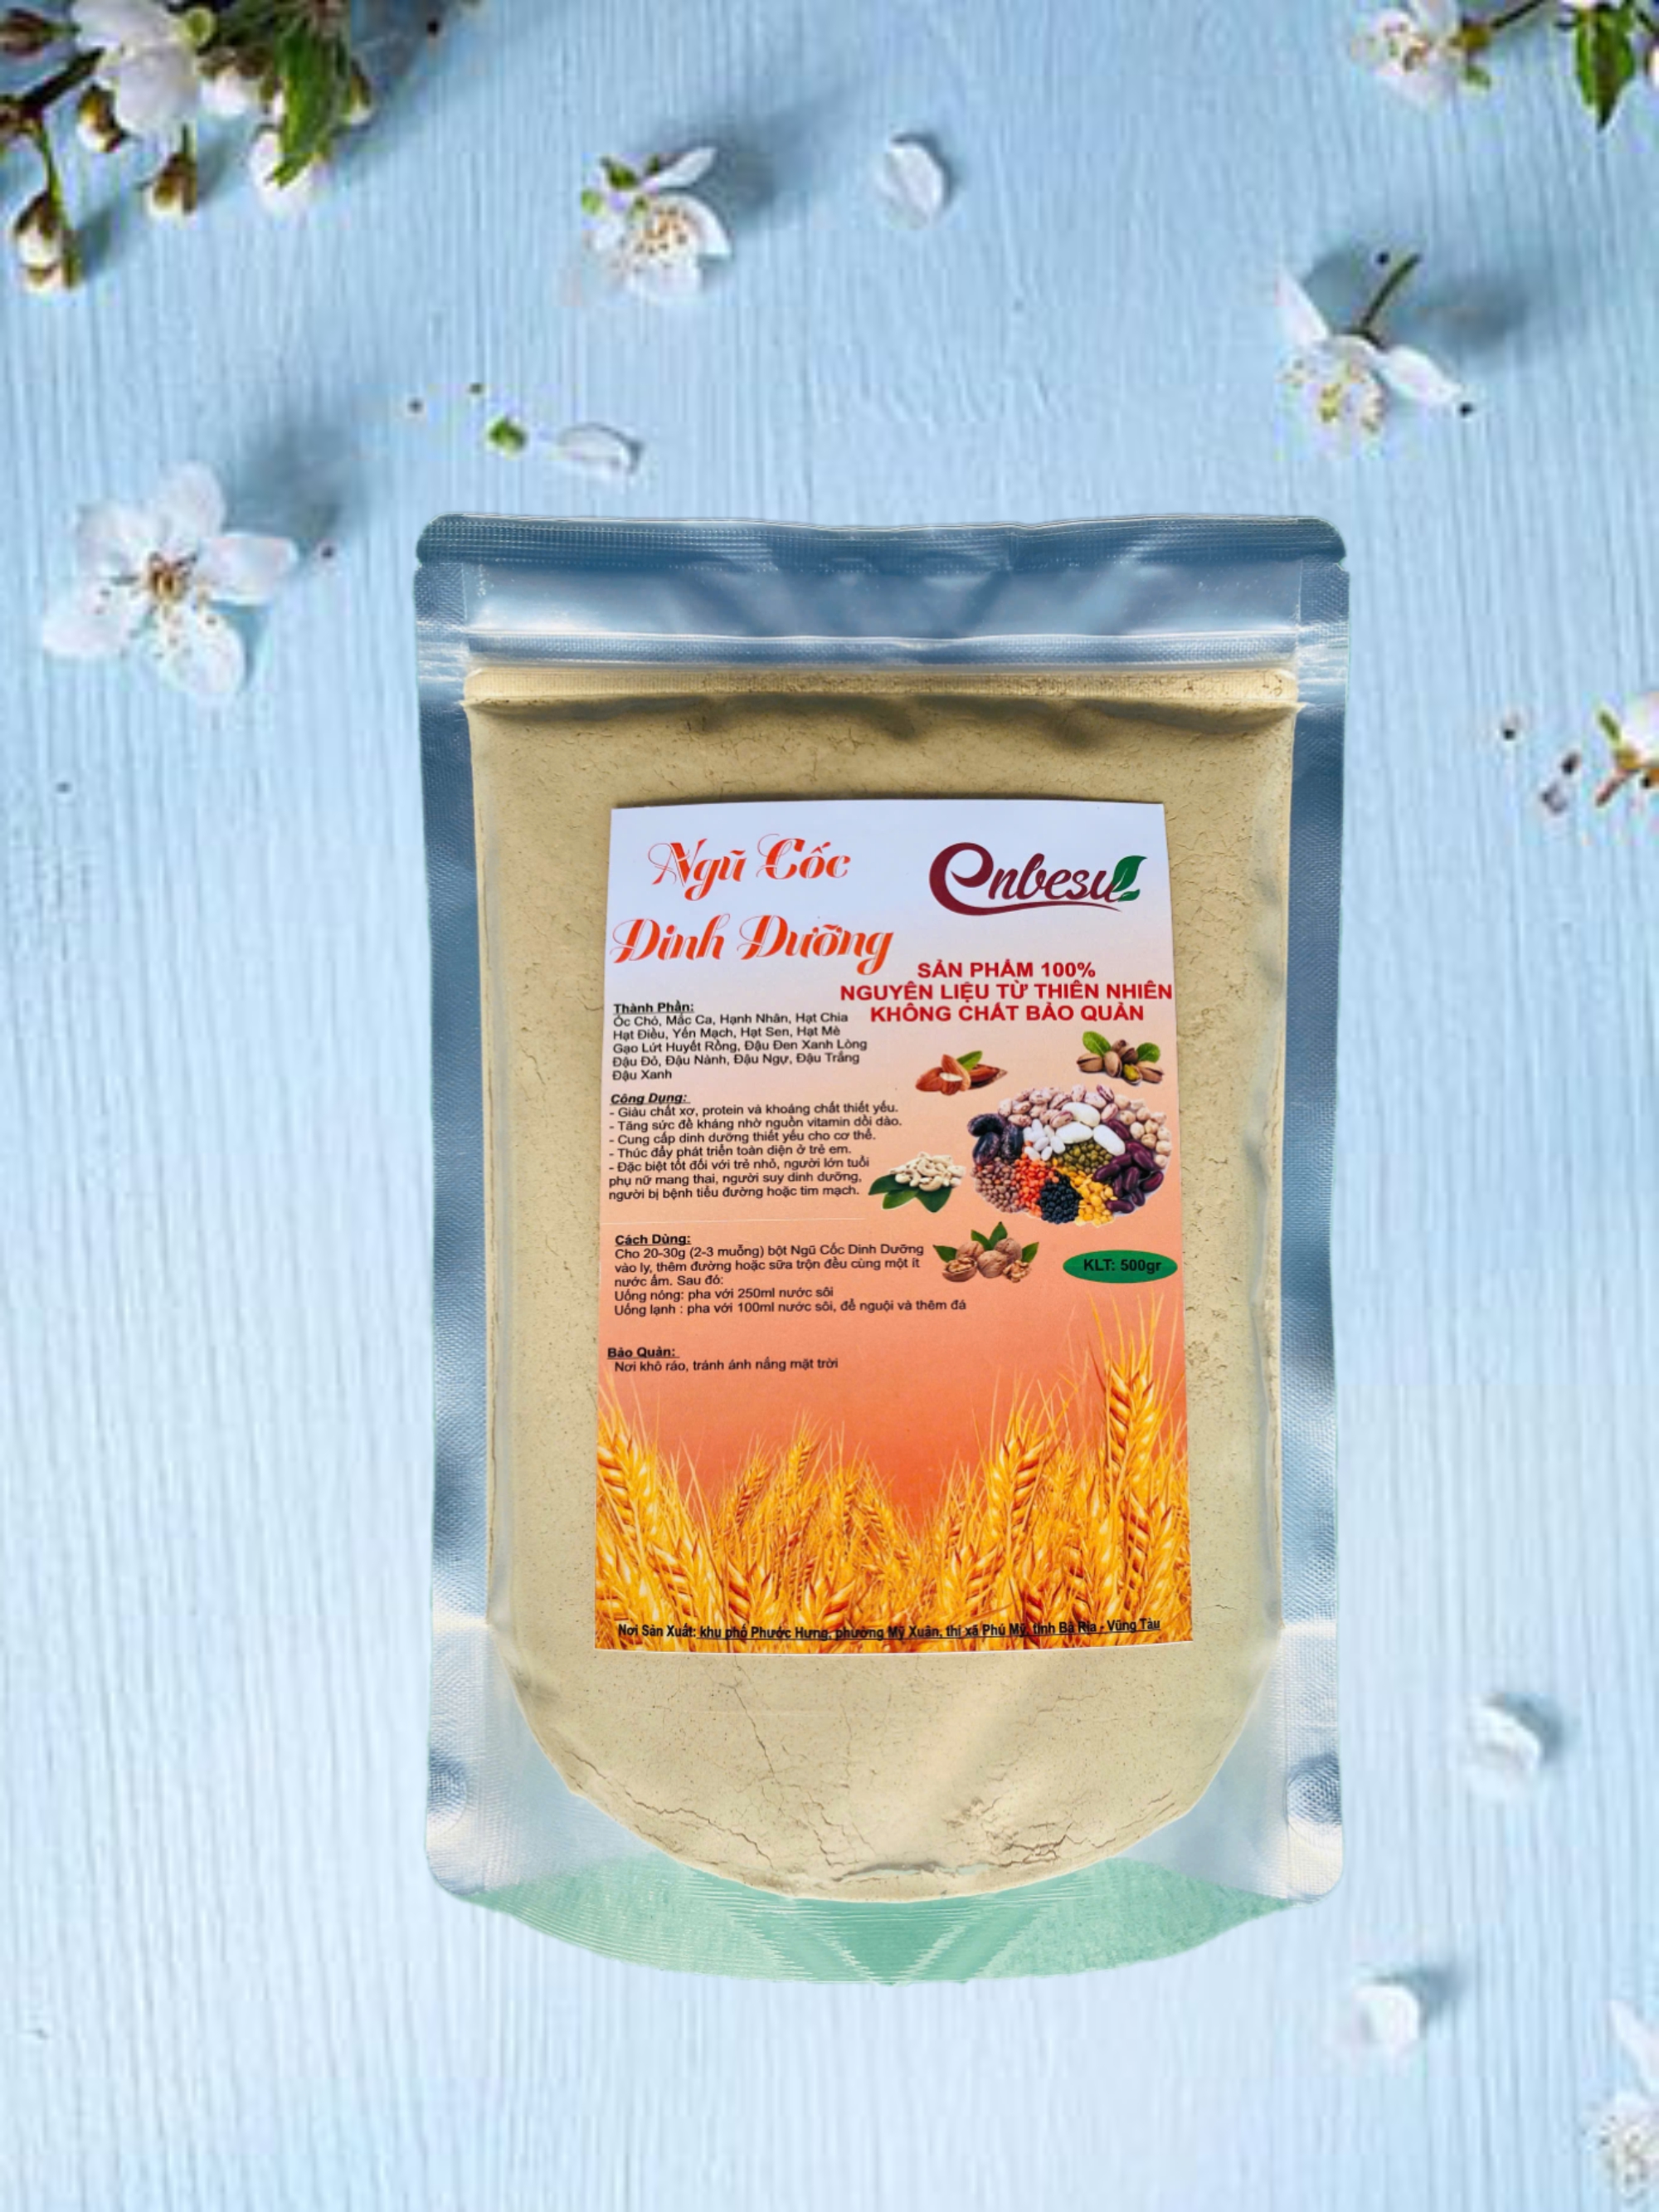 Ngũ Cốc
Dinh Dưỡng
Enbesu
SẢN PHẨM 100%
NGUYÊN LIỆU TỪ THIÊN NHIÊN
KHÔNG CHẤT BẢO QUẢN
Thành Phần:
Óc Chó, Mắc Ca, Hạnh Nhân, Hạt Chia
Hạt Điều, Yến Mạch, Hạt Sen, Hạt Mè
Gạo Lứt Huyết Rồng, Đậu Đen Xanh Lòng
Đậu Đỏ, Đậu Nành, Đậu Ngự, Đậu Trắng
Đậu Xanh
Công Dụng:
- Giàu chất xơ, protein và khoáng chất thiết yếu.
- Tăng sức đề kháng nhờ nguồn vitamin dồi dào.
- Cung cấp dinh dưỡng thiết yếu cho cơ thể.
- Thúc đẩy phát triển toàn diện ở trẻ em.
- Đặc biệt tốt đối với trẻ nhỏ, người lớn tuổi
phụ nữ mang thai, người suy dinh dưỡng,
người bị bệnh tiểu đường hoặc tim mạch.
Cách Dùng:
Cho 20-30g (2-3 muỗng) bột Ngũ Cốc Dinh Dưỡng
vào ly, thêm đường hoặc sữa trộn đều cùng một ít
nước ấm. Sau đó:
Uống nóng: pha với 250ml nước sôi
Uống lạnh : pha với 100ml nước sôi, để nguội và thêm đá
KLT: 500gr
Bảo Quản:
Nơi khô ráo, tránh ánh nắng mặt trời
Nơi Sản Xuất: khu phố Phước Hưng, phường Mỹ Xuân, thị xã Phú Mỹ, tỉnh Bà Rịa - Vũng Tàu